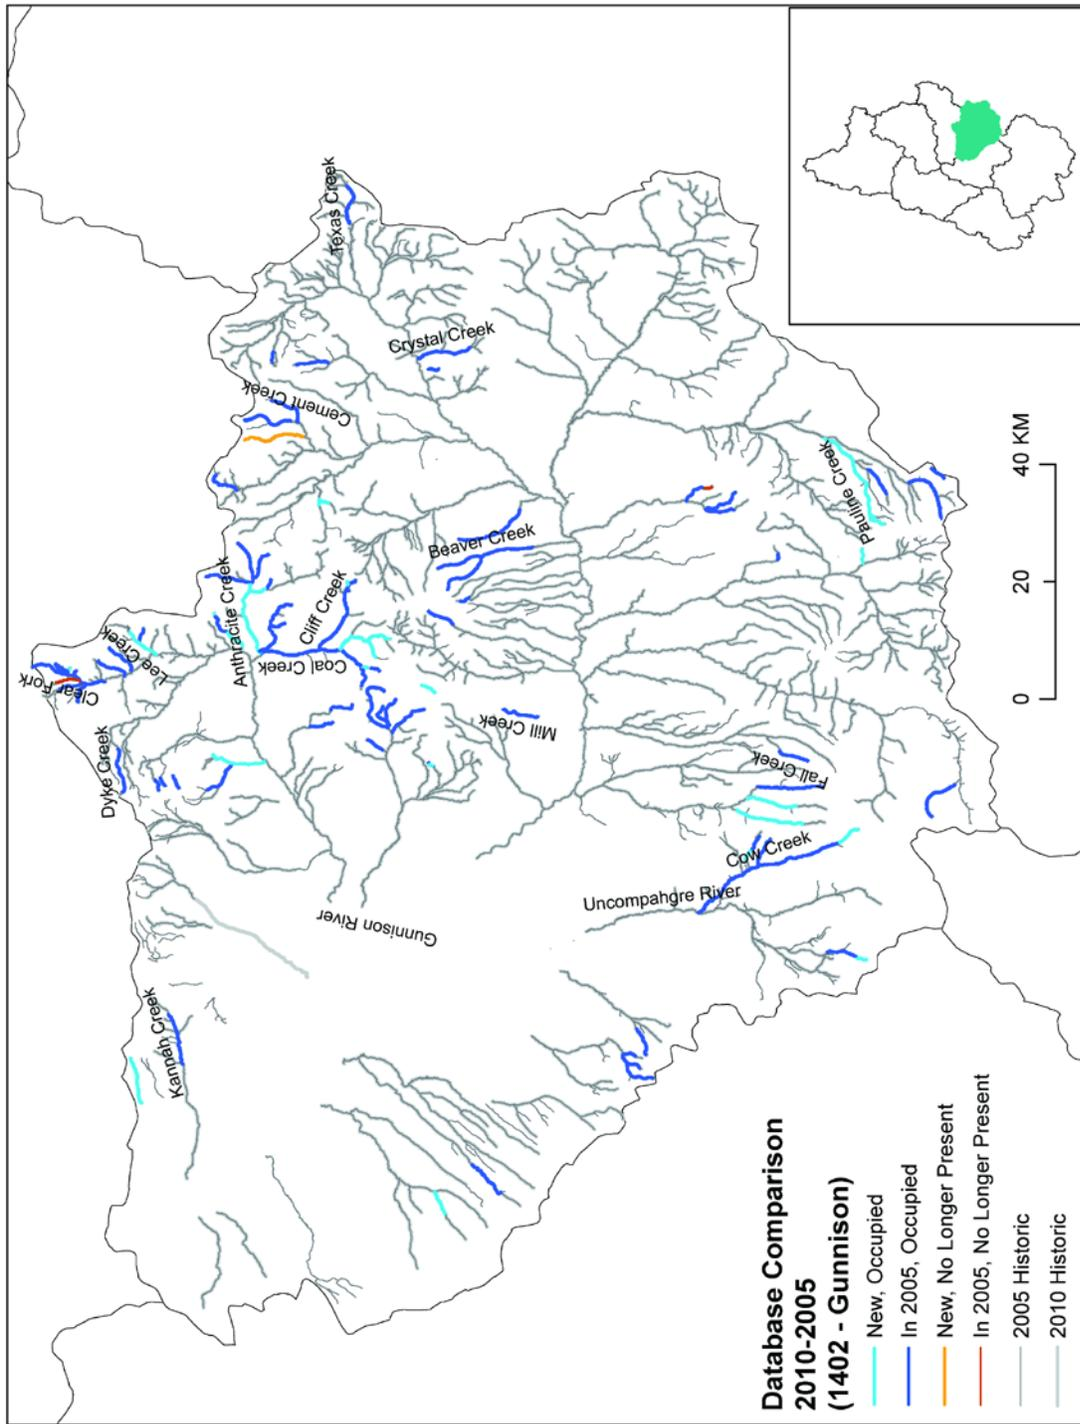 Database Comparison
2010-2005
(1402 - Gunnison)
New, Occupied
In 2005, Occupied
New, No Longer Present
In 2005, No Longer Present
2005 Historic
2010 Historic
0 20 40 KM
Kannah Creek
Dyke Creek
Clear Fork
Lee Creek
Anthracite Creek
Coal Creek
Cliff Creek
Cement Creek
Texas Creek
Crystal Creek
Beaver Creek
Mill Creek
Gunnison River
Uncompahgre River
Cow Creek
Fall Creek
Pauline Creek